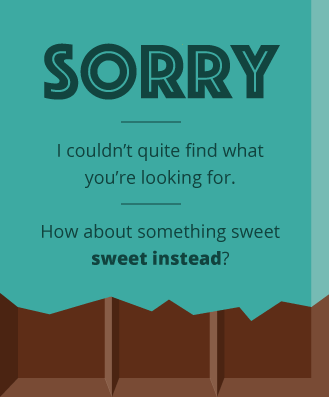 SORRY
I couldn't quite find what
you're looking for.
How about something sweet
sweet instead?